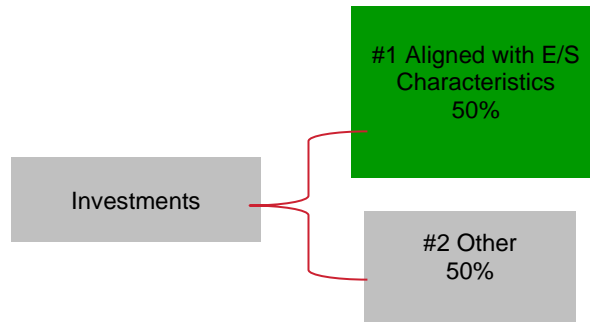 #1 Aligned with E/S
Characteristics
50%
Investments
#2 Other
50%